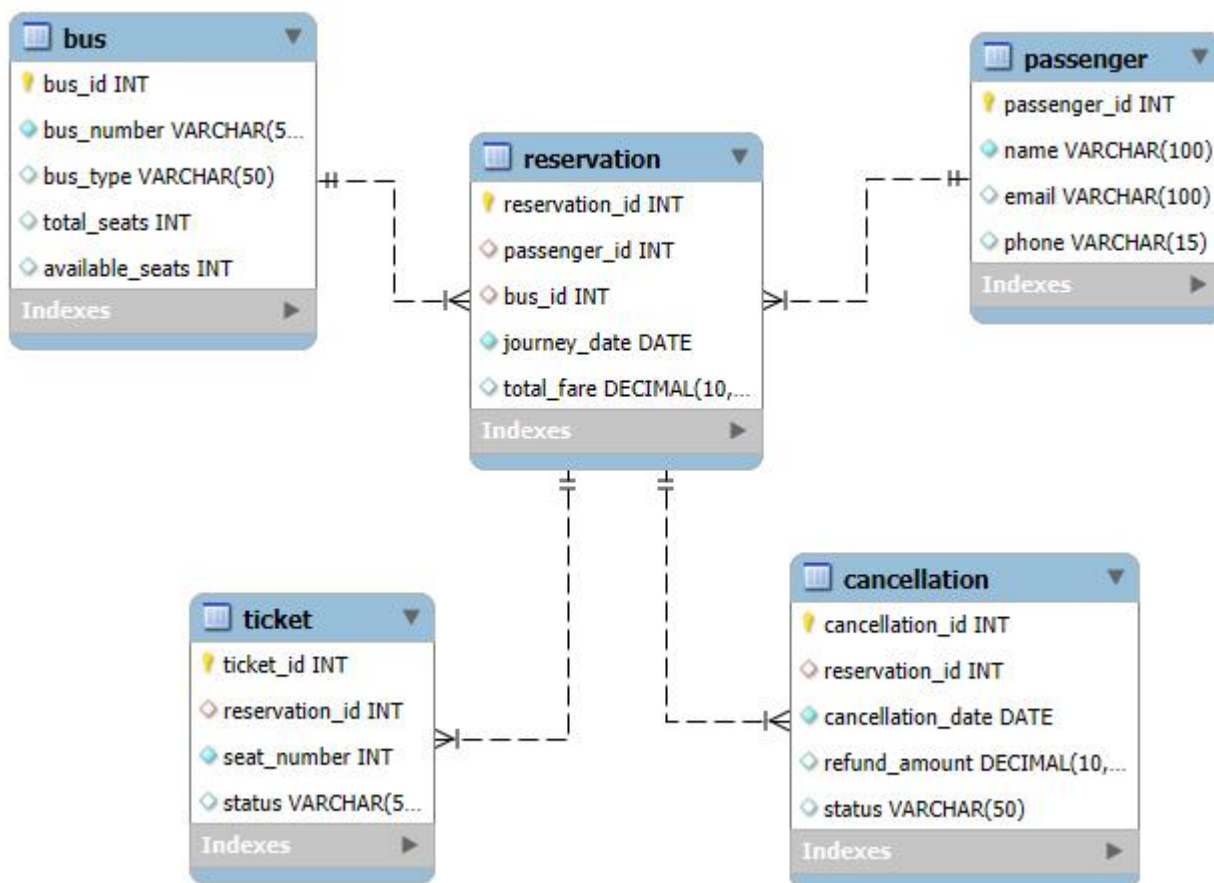 bus
bus_id INT
bus_number VARCHAR(5...
bus_type VARCHAR(50)
total_seats INT
available_seats INT
Indexes
passenger
passenger_id INT
name VARCHAR(100)
email VARCHAR(100)
phone VARCHAR(15)
Indexes
reservation
reservation_id INT
passenger_id INT
bus_id INT
journey_date DATE
total_fare DECIMAL(10,...
Indexes
ticket
ticket_id INT
reservation_id INT
seat_number INT
status VARCHAR(5...
Indexes
cancellation
cancellation_id INT
reservation_id INT
cancellation_date DATE
refund_amount DECIMAL(10,...
status VARCHAR(50)
Indexes